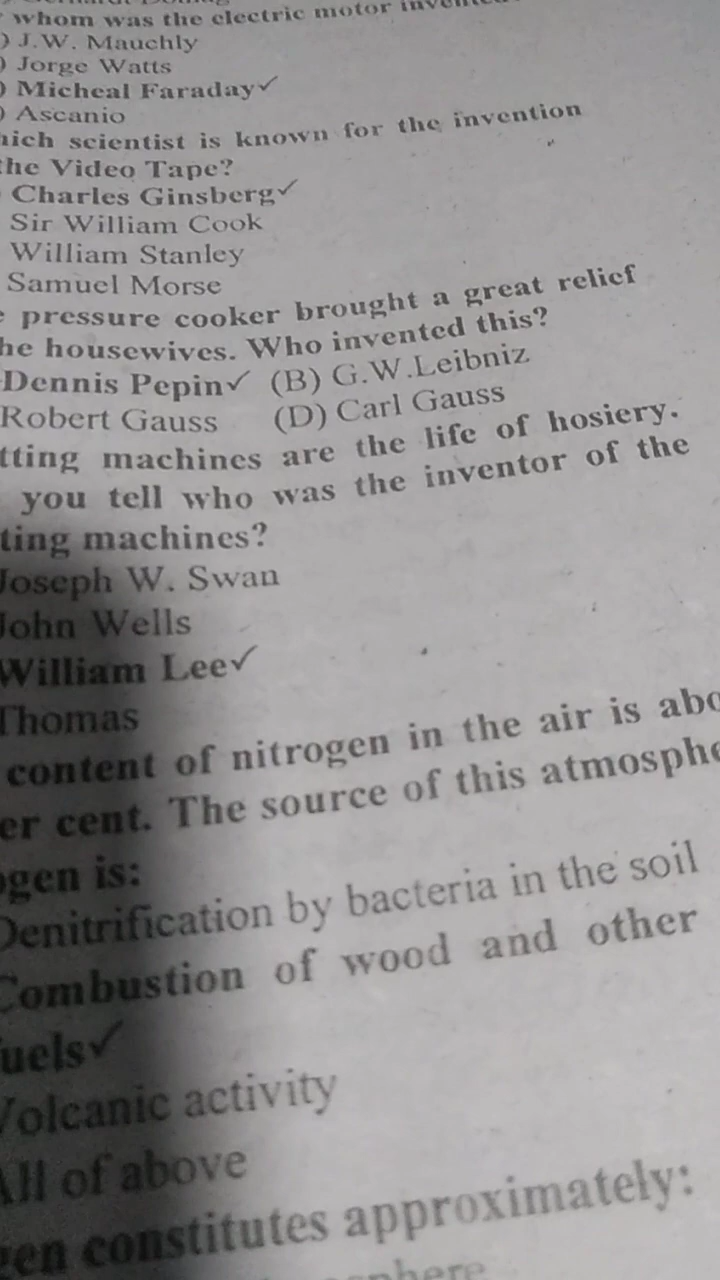 whom was the electric motor
J.W. Mauchly
Jorge Watts
Micheal Faraday✓
Ascanio
hich scientist is known for the invention
the Video Tape?
Charles Ginsberg✓
Sir William Cook
William Stanley
Samuel Morse
e pressure cooker brought a great relief
he housewives. Who invented this?
Dennis Pepin✓ (B) G.W.Leibniz
Robert Gauss (D) Carl Gauss
tting machines are the life of hosiery.
you tell who was the inventor of the
ting machines?
Joseph W. Swan
John Wells
William Lee✓
Thomas
content of nitrogen in the air is abo
er cent. The source of this atmosphe
ogen is:
Denitrification by bacteria in the soil
Combustion of wood and other
fuels✓
Volcanic activity
All of above
gen constitutes approximately: